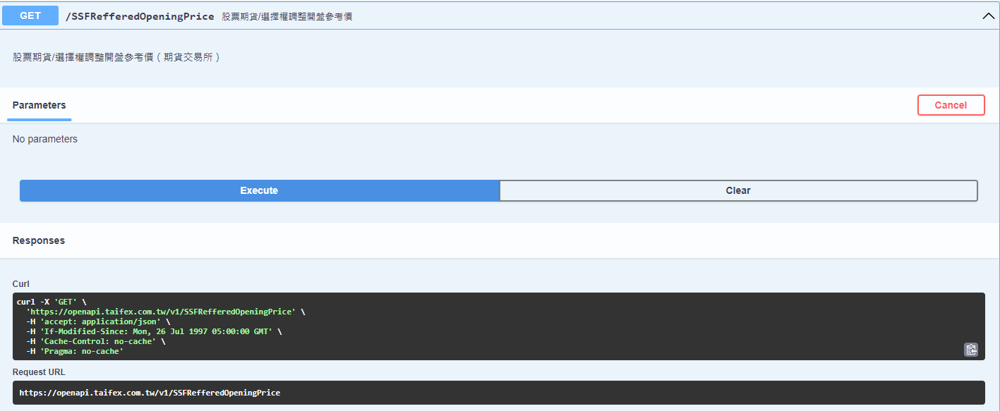 GET /SSFRefferedOpeningPrice 股票期貨/選擇權調整開盤參考價
股票期貨/選擇權調整開盤參考價 ( 期貨交易所 )
Parameters
Cancel
No parameters
Execute
Clear
Responses
Curl
curl -X 'GET' \
'https://openapi.taifex.com.tw/v1/SSFRefferedOpeningPrice' \
-H 'accept: application/json' \
-H 'If-Modified-Since: Mon, 26 Jul 1997 05:00:00 GMT' \
-H 'Cache-Control: no-cache' \
-H 'Pragma: no-cache'
Request URL
https://openapi.taifex.com.tw/v1/SSFRefferedOpeningPrice